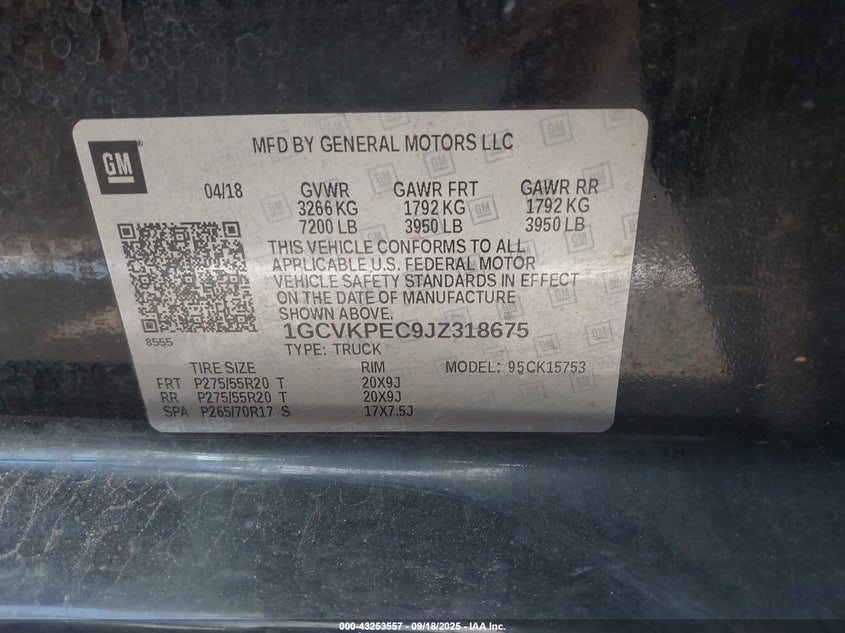 GM
MFD BY GENERAL MOTORS LLC
04/18 GVWR GAWR FRT GAWR RR
3266 KG 1792 KG 1792 KG
7200 LB 3950 LB 3950 LB
THIS VEHICLE CONFORMS TO ALL
APPLICABLE U.S. FEDERAL MOTOR
VEHICLE SAFETY STANDARDS IN EFFECT
ON THE DATE OF MANUFACTURE
SHOWN ABOVE.
8555
1GCVKPEC9JZ318675
TYPE: TRUCK
TIRE SIZE RIM MODEL: 95CK15753
FRT P275/55R20 T 20X9J
RR P275/55R20 T 20X9J
SPA P265/70R17 S 17X7.5J
000-43253557 - 09/18/2025 - IAA Inc.